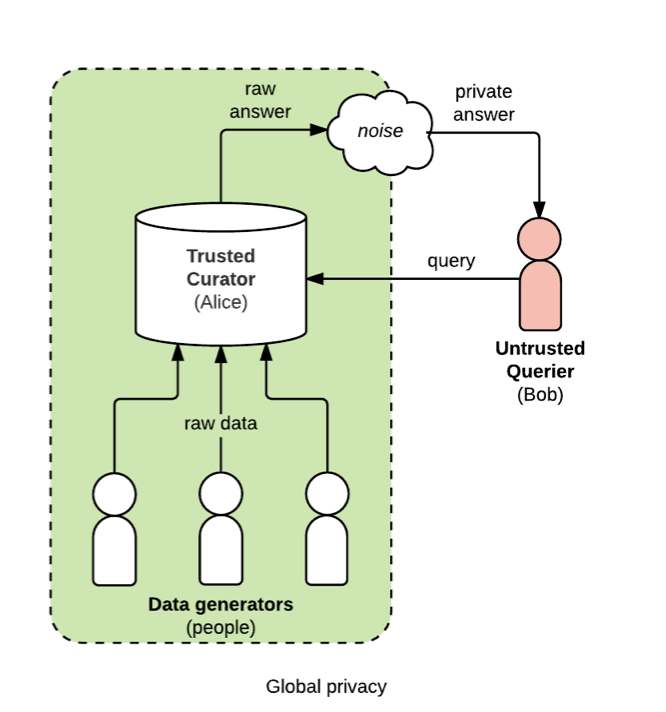 raw
answer
noise
private
answer
Trusted
Curator
(Alice)
query
Untrusted
Querier
(Bob)
raw data
Data generators
(people)
Global privacy